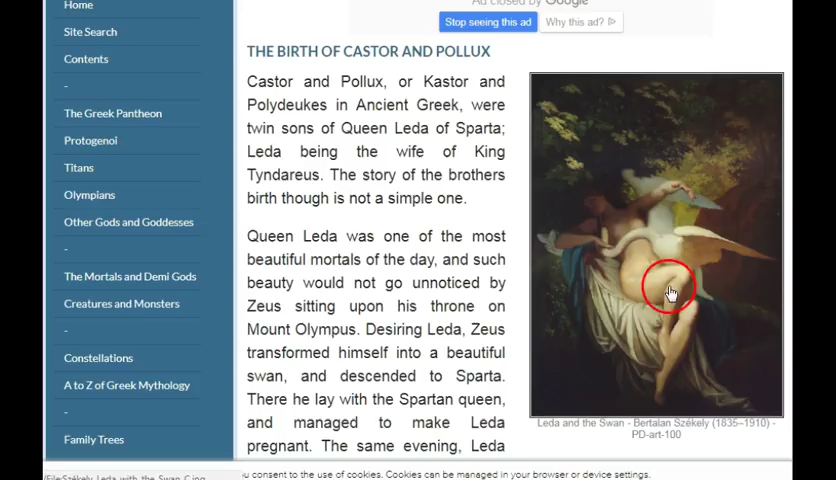 Ad closed by Google
Stop seeing this ad
Why this ad?
Home
Site Search
Contents
-
The Greek Pantheon
Protogenoi
Titans
Olympians
Other Gods and Goddesses
-
The Mortals and Demi Gods
Creatures and Monsters
-
Constellations
A to Z of Greek Mythology
-
Family Trees
THE BIRTH OF CASTOR AND POLLUX
Castor and Pollux, or Kastor and
Polydeukes in Ancient Greek, were
twin sons of Queen Leda of Sparta;
Leda being the wife of King
Tyndareus. The story of the brothers
birth though is not a simple one.
Queen Leda was one of the most
beautiful mortals of the day, and such
beauty would not go unnoticed by
Zeus sitting upon his throne on
Mount Olympus. Desiring Leda, Zeus
transformed himself into a beautiful
swan, and descended to Sparta.
There he lay with the Spartan queen,
and managed to make Leda
pregnant. The same evening, Leda
Leda and the Swan - Bertalan Székely (1835–1910) -
PD-art-100
u consent to the use of cookies. Cookies can be managed in your browser or device settings.